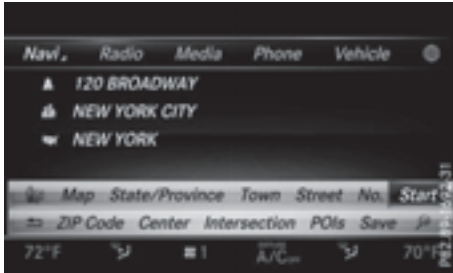 Navi Radio Media Phone Vehicle
120 BROADWAY
NEW YORK CITY
NEW YORK
Map State/Province Town Street No. Start
ZIP Code Center Intersection POIs Save
72°F 1 A/C 70°F